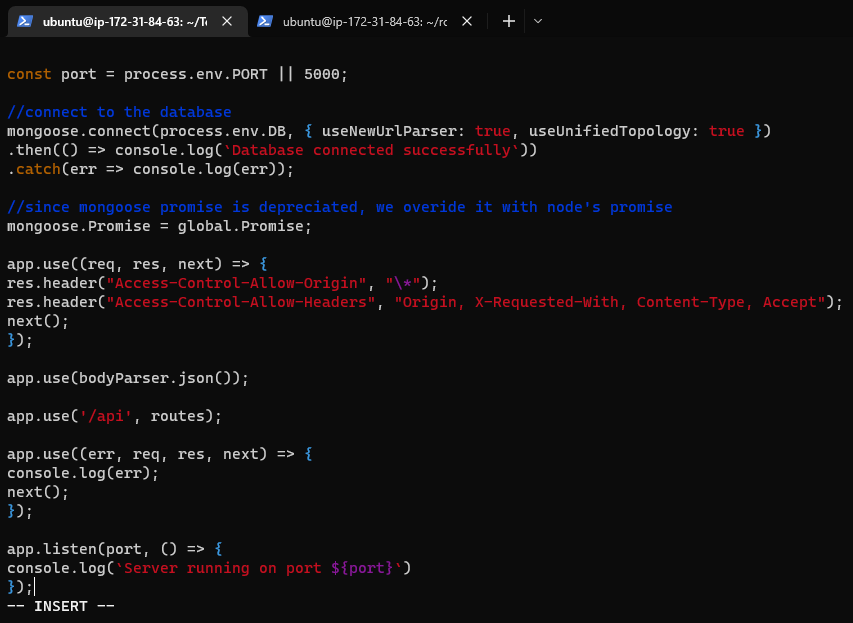 ubuntu@ip-172-31-84-63: ~/To
ubuntu@ip-172-31-84-63: ~/rc
const port = process.env.PORT || 5000;
//connect to the database
mongoose.connect(process.env.DB, { useNewUrlParser: true, useUnifiedTopology: true })
.then(() => console.log(`Database connected successfully`))
.catch(err => console.log(err));
//since mongoose promise is depreciated, we overide it with node's promise
mongoose.Promise = global.Promise;
app.use((req, res, next) => {
res.header("Access-Control-Allow-Origin", "\*");
res.header("Access-Control-Allow-Headers", "Origin, X-Requested-With, Content-Type, Accept");
next();
});
app.use(bodyParser.json());
app.use('/api', routes);
app.use((err, req, res, next) => {
console.log(err);
next();
});
app.listen(port, () => {
console.log(`Server running on port ${port}`)
});
-- INSERT --